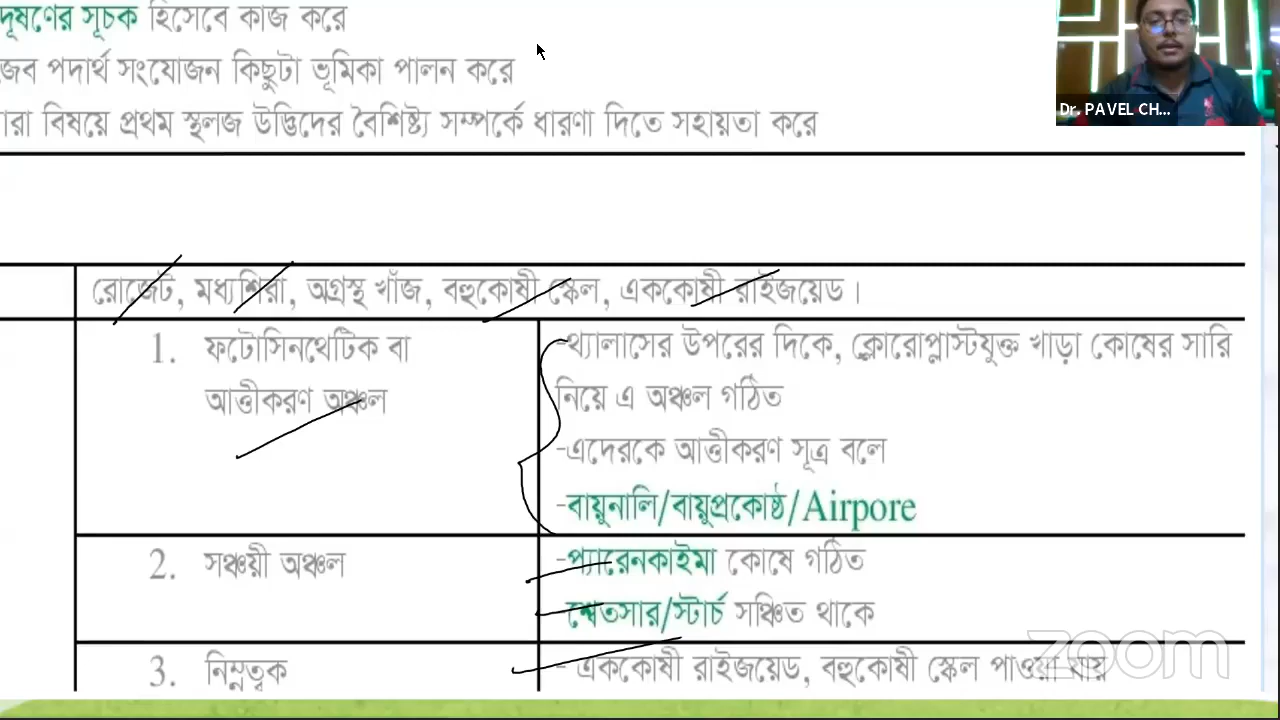 দূষণের সূচক হিসেবে কাজ করে
জৈব পদার্থ সংযোজন কিছুটা ভূমিকা পালন করে
বিষয়ে প্রথম স্থলজ উদ্ভিদের বৈশিষ্ট্য সম্পর্কে ধারণা দিতে সহায়তা করে
Dr. PAVEL CH...
রোজেট, মধ্যশিরা, অগ্রস্থ খাঁজ, বহুকোষী স্কেল, এককোষী রাইজয়েড।
1. ফটোসিনথেটিক বা
আত্তীকরণ অঞ্চল
-থ্যালাসের উপরের দিকে, ক্লোরোপ্লাস্টযুক্ত খাড়া কোষের সারি
নিয়ে এ অঞ্চল গঠিত
-এদেরকে আত্তীকরণ সূত্র বলে
-বায়ুনালি/বায়ুপ্রকোষ্ঠ/Airpore
2. সঞ্চয়ী অঞ্চল
-প্যারেনকাইমা কোষে গঠিত
-শ্বেতসার/স্টার্চ সঞ্চিত থাকে
3. নিম্নত্বক
- এককোষী রাইজয়েড, বহুকোষী স্কেল পাওয়া যায়
zoom